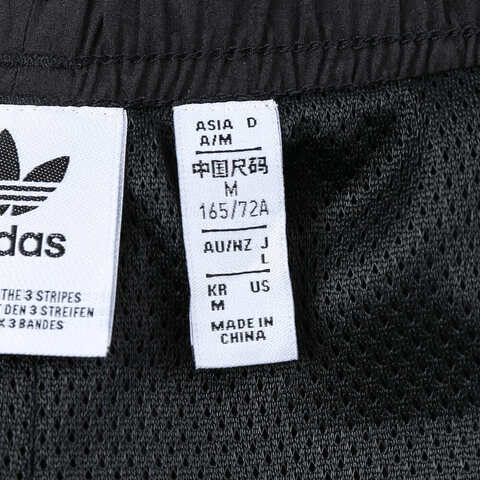 didas
THE 3 STRIPES
T DEN 3 STREIFEN
X 3 BANDES
ASIA D
A/M
中国尺码
M
165/72A
AU/NZ J
L
KR US
M
MADE IN
CHINA